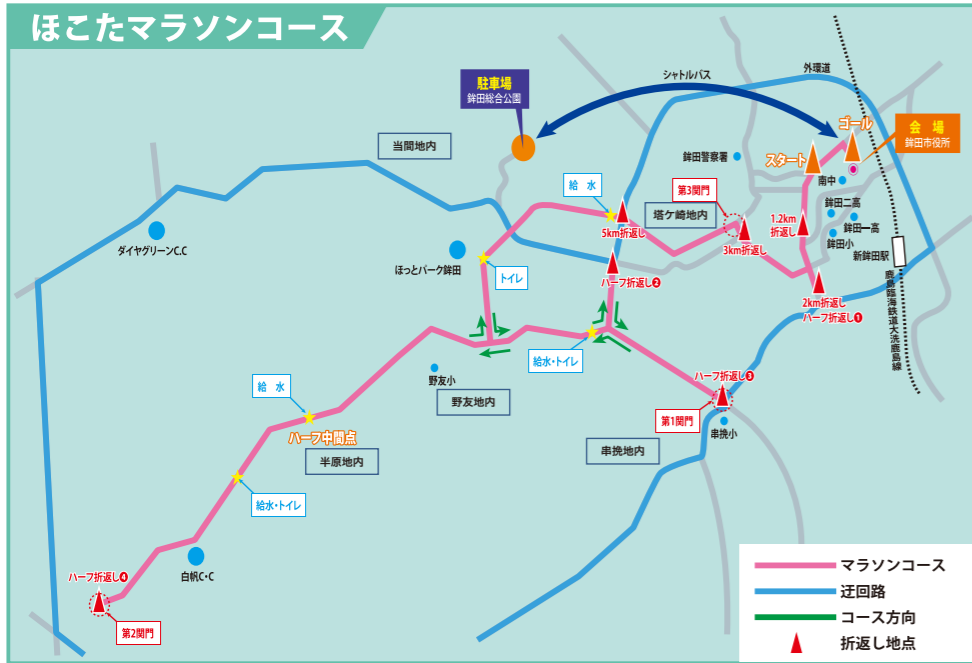 ほこたマラソンコース
駐車場
鉾田総合公園
シャトルバス
外環道
ゴール
会場
鉾田市役所
スタート
当間地内
鉾田警察署
南中
給水
第3関門
塔ケ崎地内
鉾田二高
鉾田一高
鉾田小
1.2km
折返し
5km折返し
3km折返し
新鉾田駅
ダイヤグリーンC.C
ほっとパーク鉾田
トイレ
ハーフ折返し❷
2km折返し
ハーフ折返し❶
鹿島臨海鉄道大洗鹿島線
給水・トイレ
野友小
野友地内
ハーフ折返し❸
第1関門
串挽小
串挽地内
給水
ハーフ中間点
半原地内
給水・トイレ
白帆C・C
ハーフ折返し❹
第2関門
マラソンコース
迂回路
コース方向
折返し地点